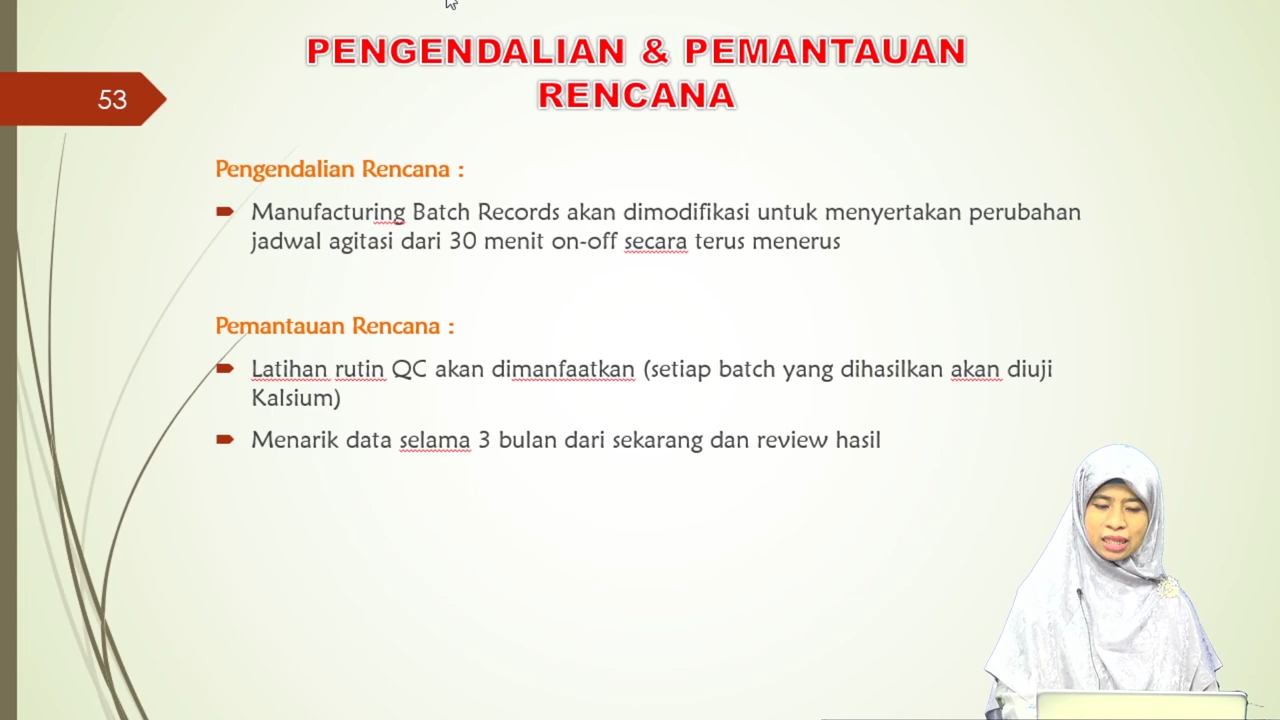 PENGENDALIAN & PEMANTAUAN
RENCANA
53
Pengendalian Rencana :
Manufacturing Batch Records akan dimodifikasi untuk menyertakan perubahan
jadwal agitasi dari 30 menit on-off secara terus menerus
Pemantauan Rencana :
Latihan rutin QC akan dimanfaatkan (setiap batch yang dihasilkan akan diuji
Kalsium)
Menarik data selama 3 bulan dari sekarang dan review hasil